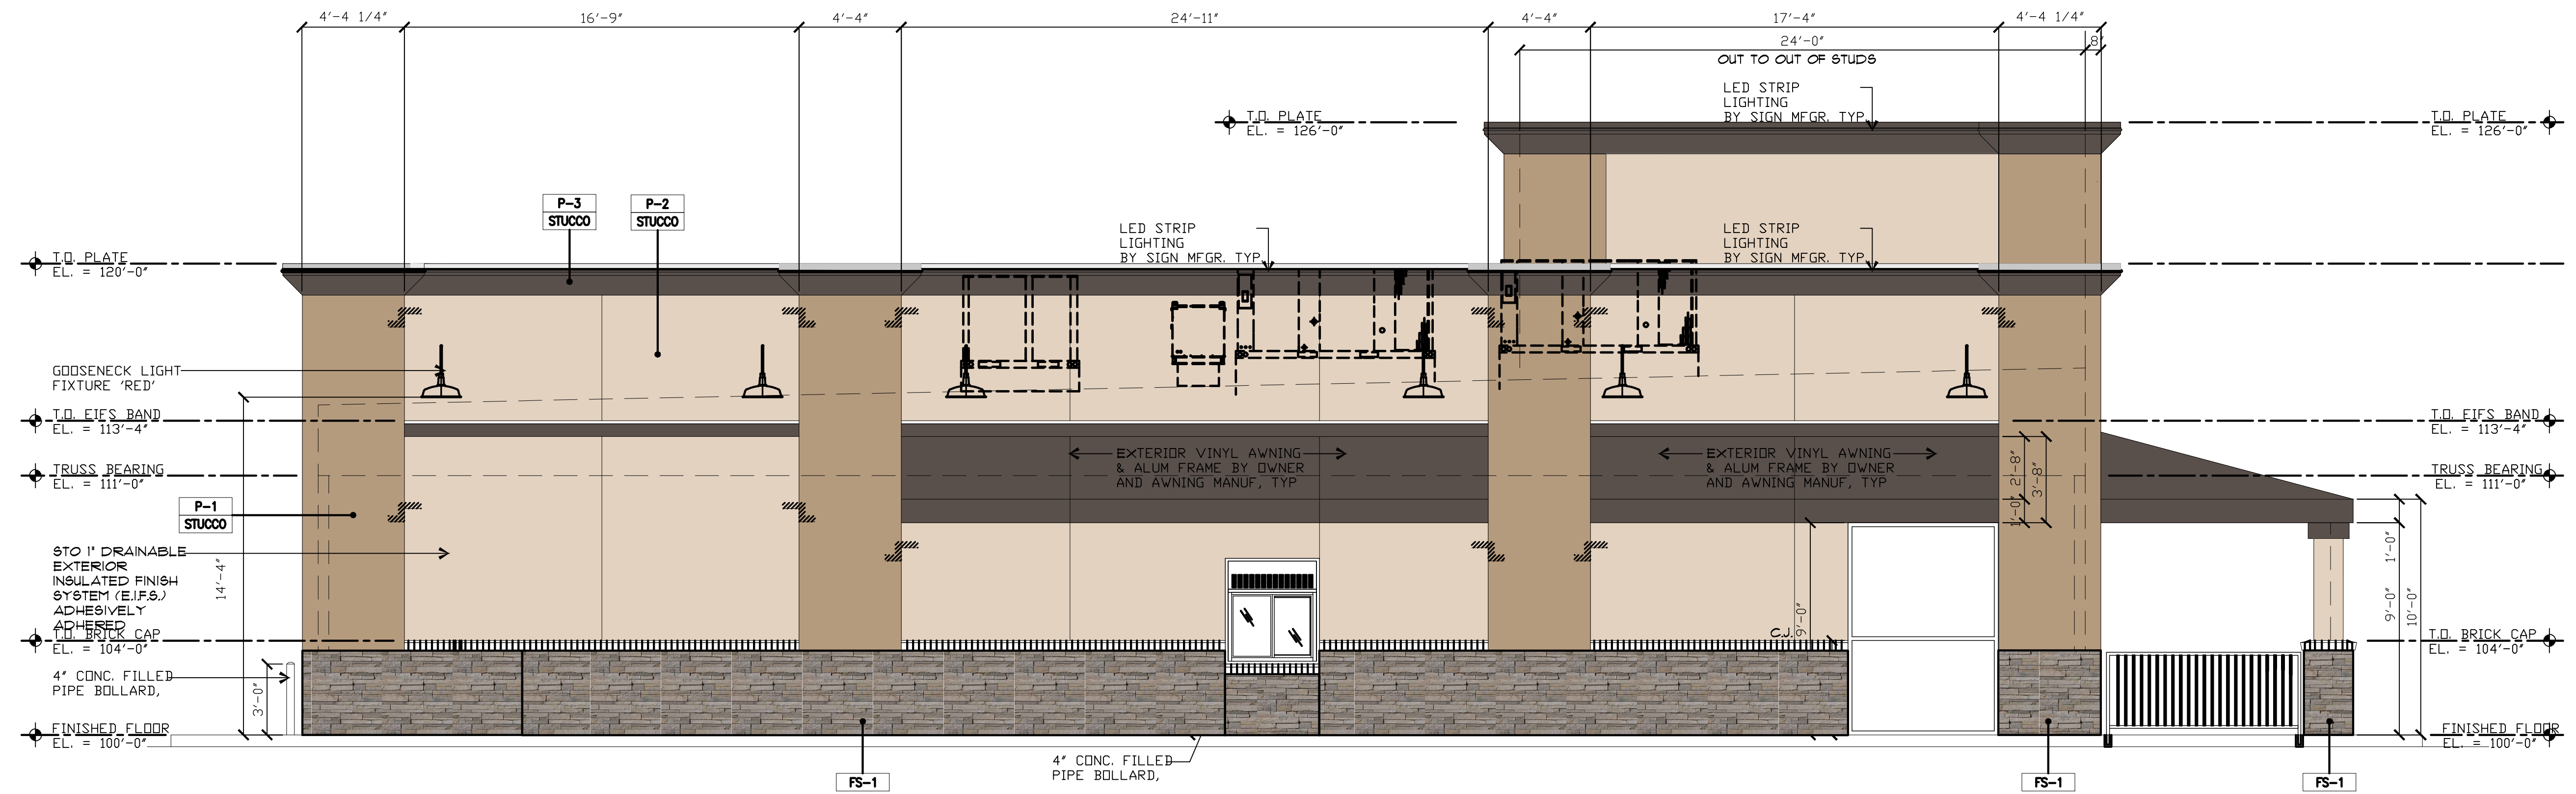 4'-4 1/4"
16'-9"
4'-4"
24'-11"
4'-4"
17'-4"
4'-4 1/4"
24'-0"
8"
OUT TO OUT OF STUDS
LED STRIP
LIGHTING
BY SIGN MFGR. TYP.
T.O. PLATE
EL. = 126'-0"
T.O. PLATE
EL. = 126'-0"
P-3
STUCCO
P-2
STUCCO
LED STRIP
LIGHTING
BY SIGN MFGR. TYP.
LED STRIP
LIGHTING
BY SIGN MFGR. TYP.
T.O. PLATE
EL. = 120'-0"
GOOSENECK LIGHT
FIXTURE 'RED'
T.O. EIFS BAND
EL. = 113'-4"
T.O. EIFS BAND
EL. = 113'-4"
EXTERIOR VINYL AWNING
& ALUM FRAME BY OWNER
AND AWNING MANUF, TYP
EXTERIOR VINYL AWNING
& ALUM FRAME BY OWNER
AND AWNING MANUF, TYP
2'-8"
3'-8"
1'-0"
TRUSS BEARING
EL. = 111'-0"
TRUSS BEARING
EL. = 111'-0"
P-1
STUCCO
STO 1" DRAINABLE
EXTERIOR
INSULATED FINISH
SYSTEM (E.I.F.S.)
ADHESIVELY
ADHERED
14'-4"
1'-0"
9'-0"
10'-0"
9'-0"
C.J.
T.O. BRICK CAP
EL. = 104'-0"
T.O. BRICK CAP
EL. = 104'-0"
4" CONC. FILLED
PIPE BOLLARD,
3'-0"
FINISHED FLOOR
EL. = 100'-0"
FINISHED FLOOR
EL. = 100'-0"
4" CONC. FILLED
PIPE BOLLARD,
FS-1
FS-1
FS-1